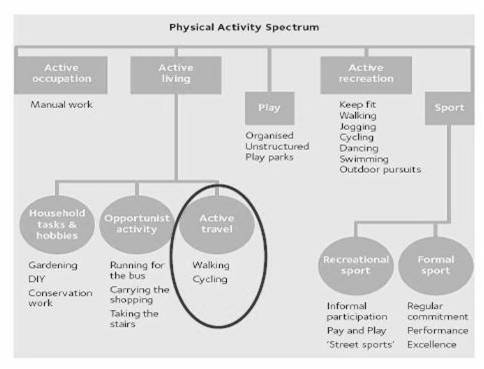 Physical Activity Spectrum
Active
occupation
Manual work
Active
living
Play
Organised
Unstructured
Play parks
Active
recreation
Keep fit
Walking
Jogging
Cycling
Dancing
Swimming
Outdoor pursuits
Sport
Household
tasks &
hobbies
Gardening
DIY
Conservation
work
Opportunist
activity
Running for
the bus
Carrying the
shopping
Taking the
stairs
Active
travel
Walking
Cycling
Recreational
sport
Informal
participation
Pay and Play
'Street sports'
Formal
sport
Regular
commitment
Performance
Excellence